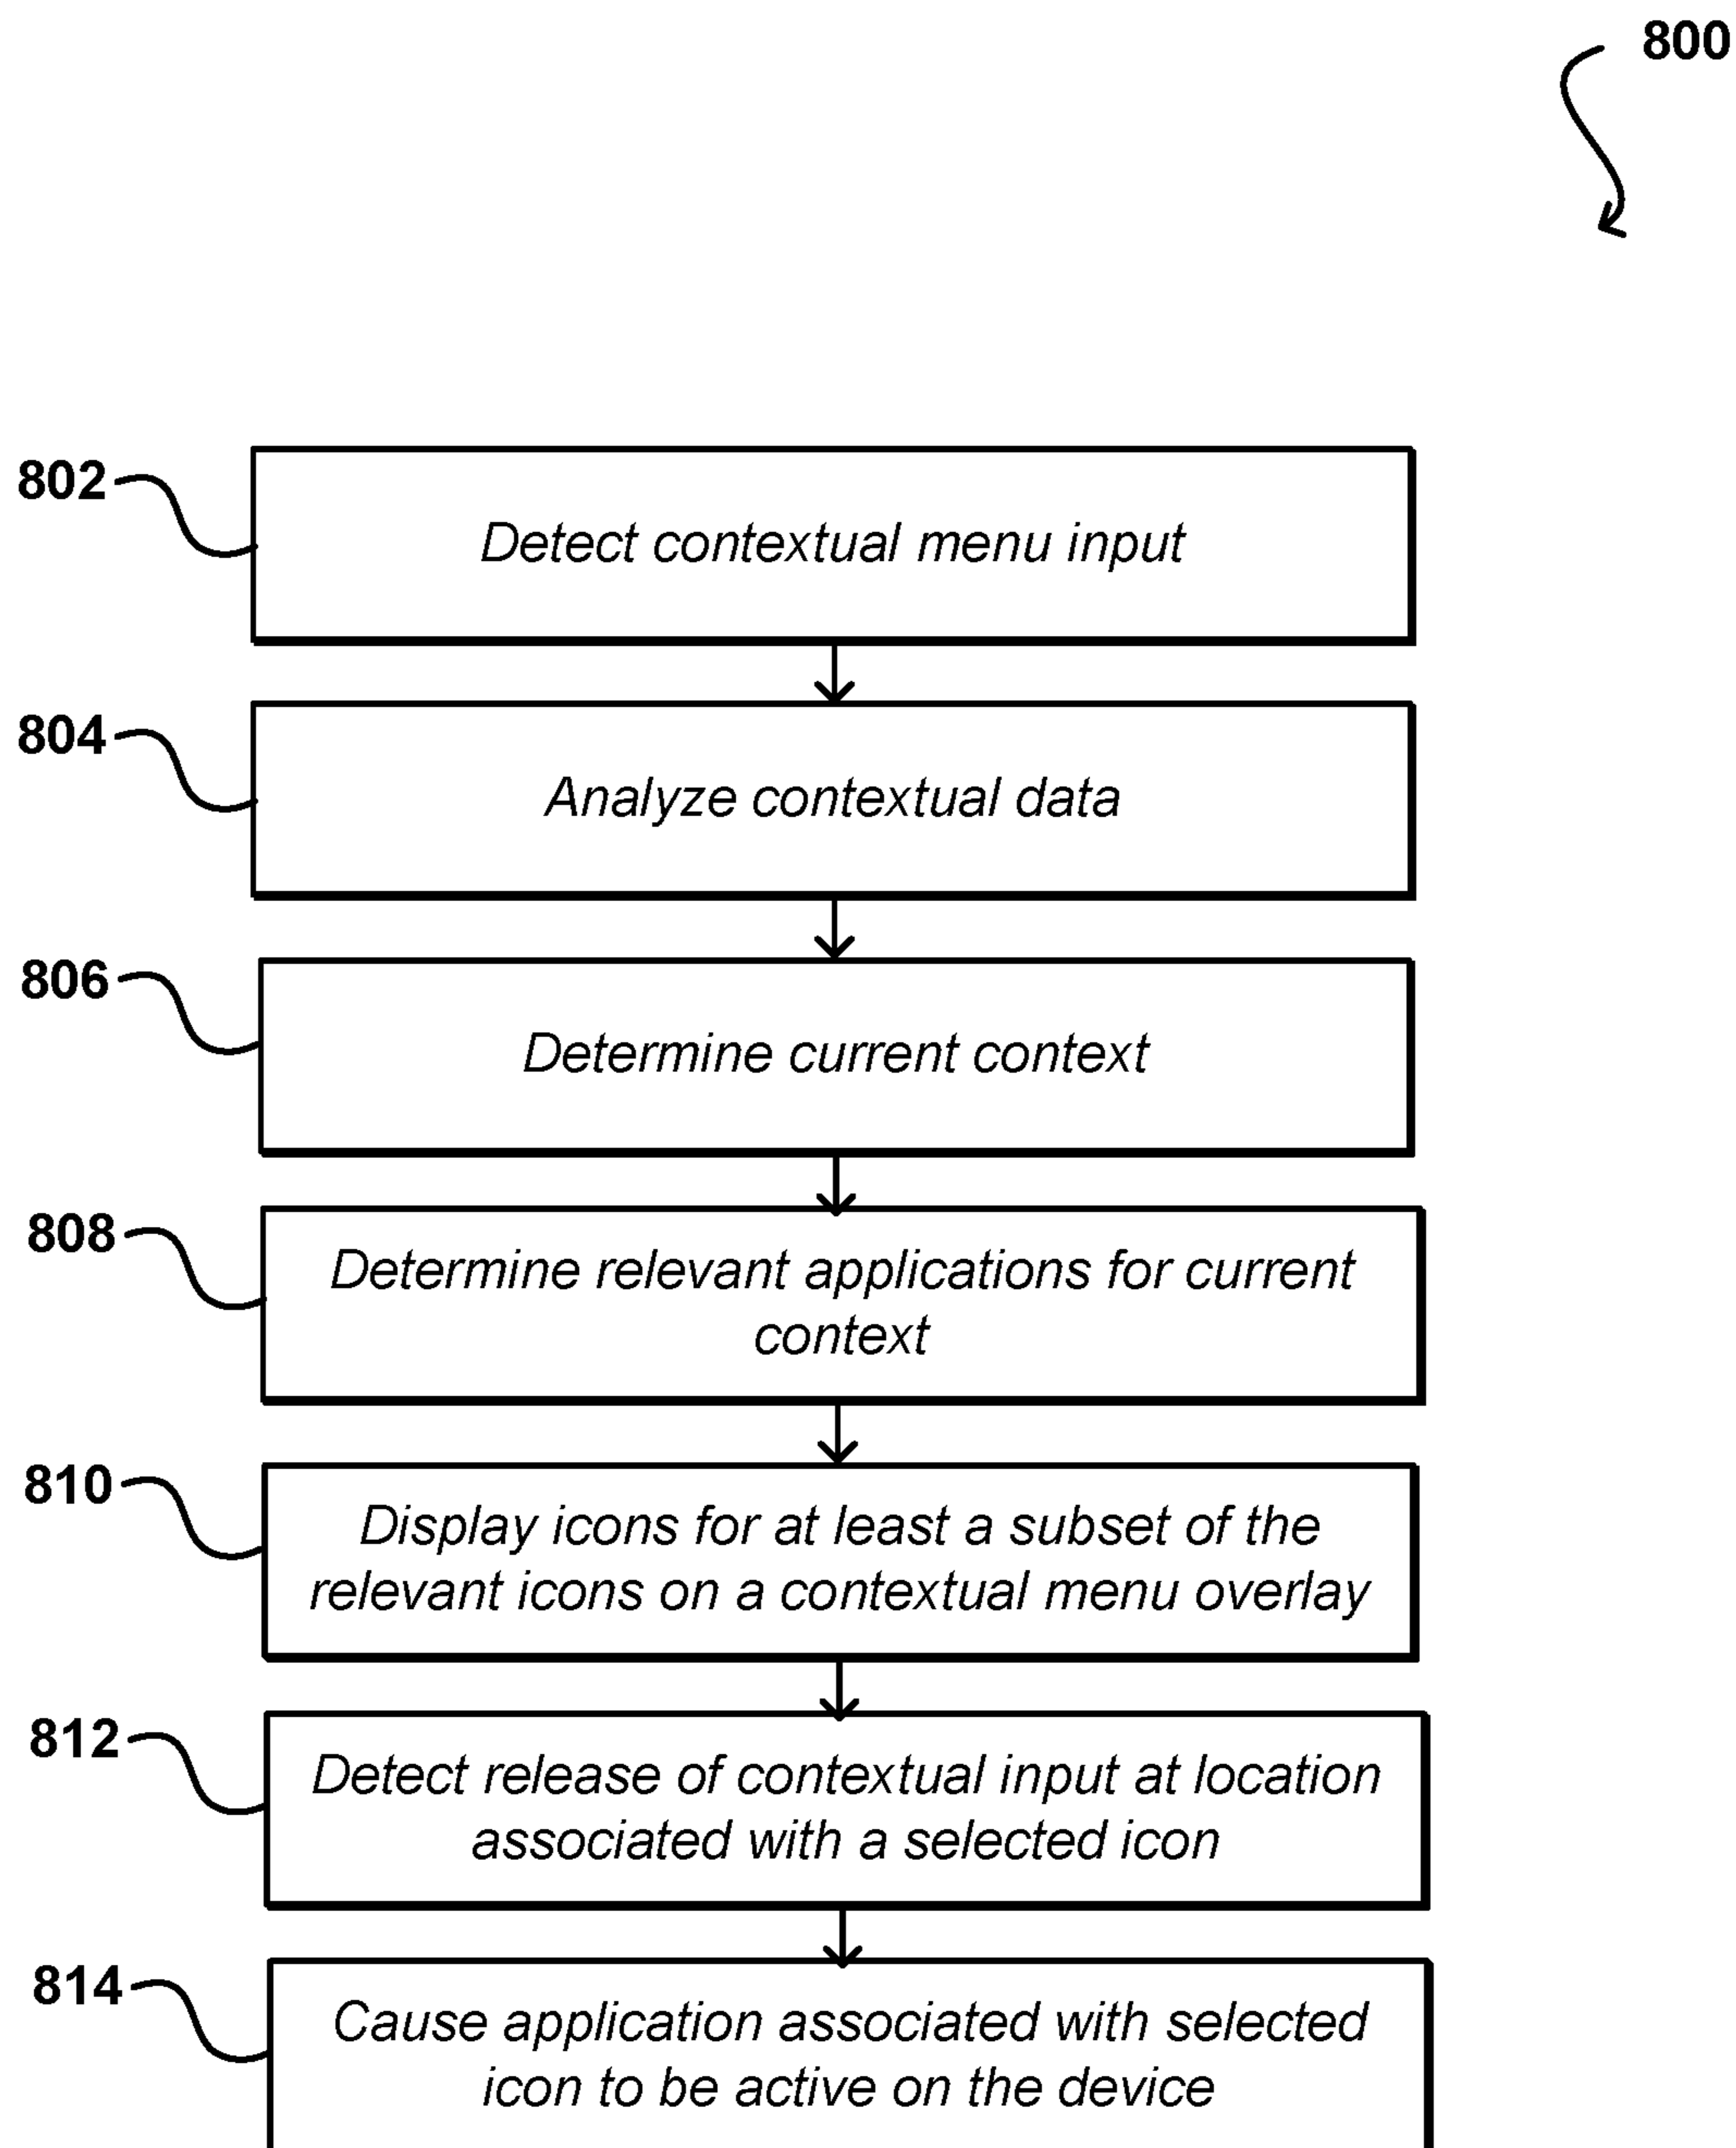 800
802
Detect contextual menu input
804
Analyze contextual data
806
Determine current context
808
Determine relevant applications for current
context
810
Display icons for at least a subset of the
relevant icons on a contextual menu overlay
812
Detect release of contextual input at location
associated with a selected icon
814
Cause application associated with selected
icon to be active on the device